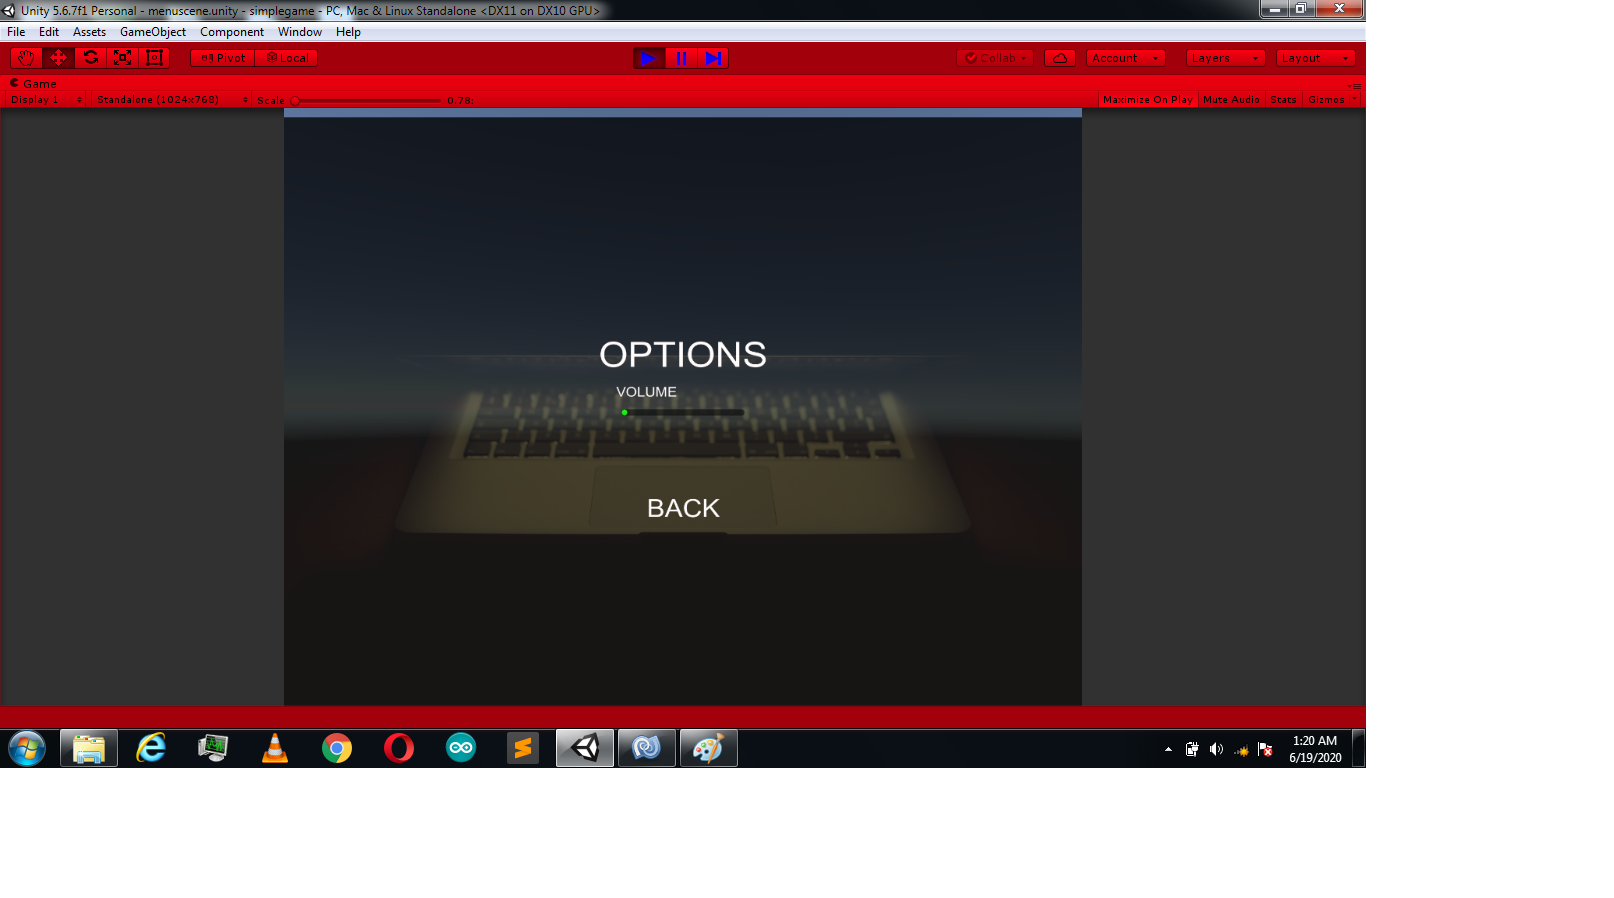 Unity 5.6.7f1 Personal - menuscene.unity - simplegame - PC, Mac & Linux Standalone <DX11 on DX10 GPU>
File Edit Assets GameObject Component Window Help
Pivot Local Collab Account Layers Layout
Game
Display 1 Standalone (1024x768) Scale 0.78: Maximize On Play Mute Audio Stats Gizmos
OPTIONS
VOLUME
BACK
1:20 AM
6/19/2020